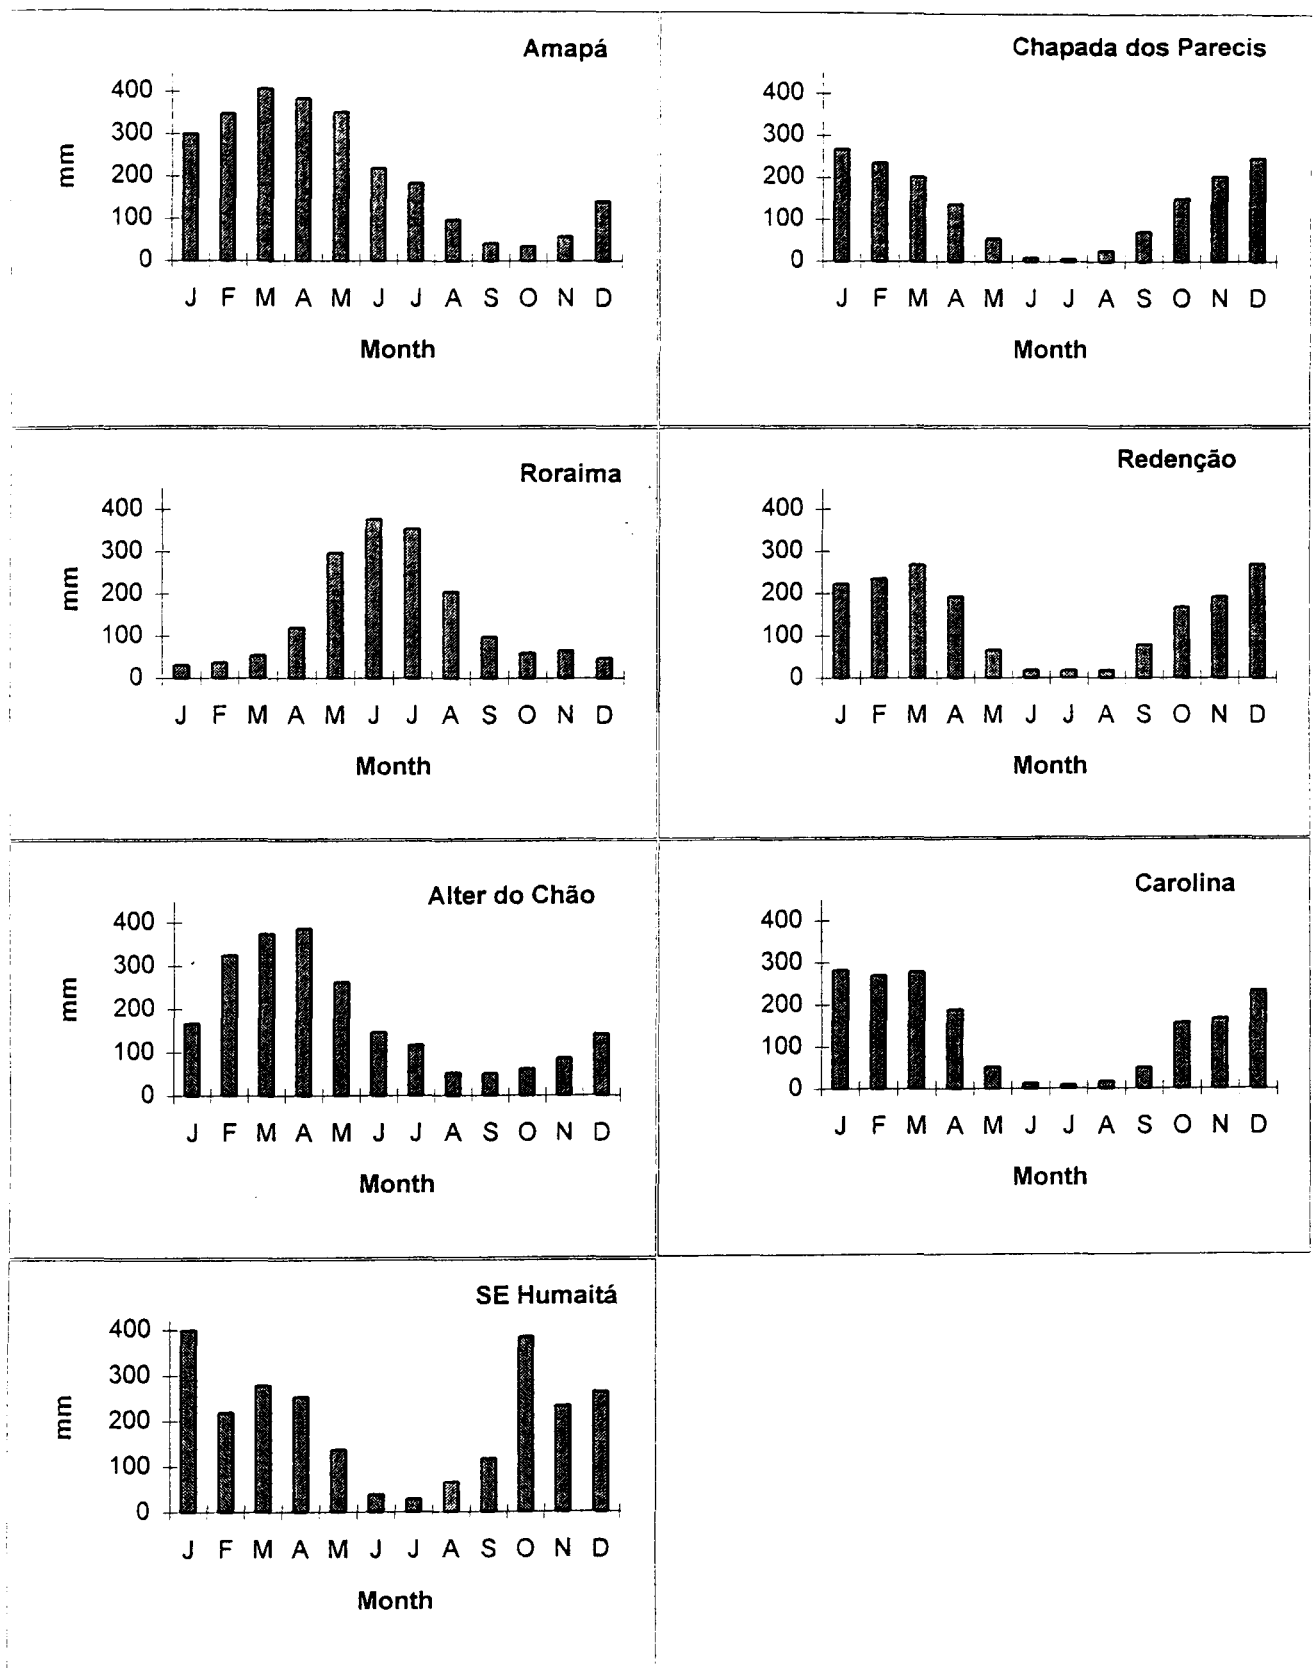 Amapá
400
300
200
100
0
mm
J F M A M J J A S O N D
Month
Chapada dos Parecis
400
300
200
100
0
J F M A M J J A S O N D
Month
Roraima
400
300
200
100
0
mm
J F M A M J J A S O N D
Month
Redenção
400
300
200
100
0
J F M A M J J A S O N D
Month
Alter do Chão
400
300
200
100
0
mm
J F M A M J J A S O N D
Month
Carolina
400
300
200
100
0
J F M A M J J A S O N D
Month
SE Humaitá
400
300
200
100
0
mm
J F M A M J J A S O N D
Month